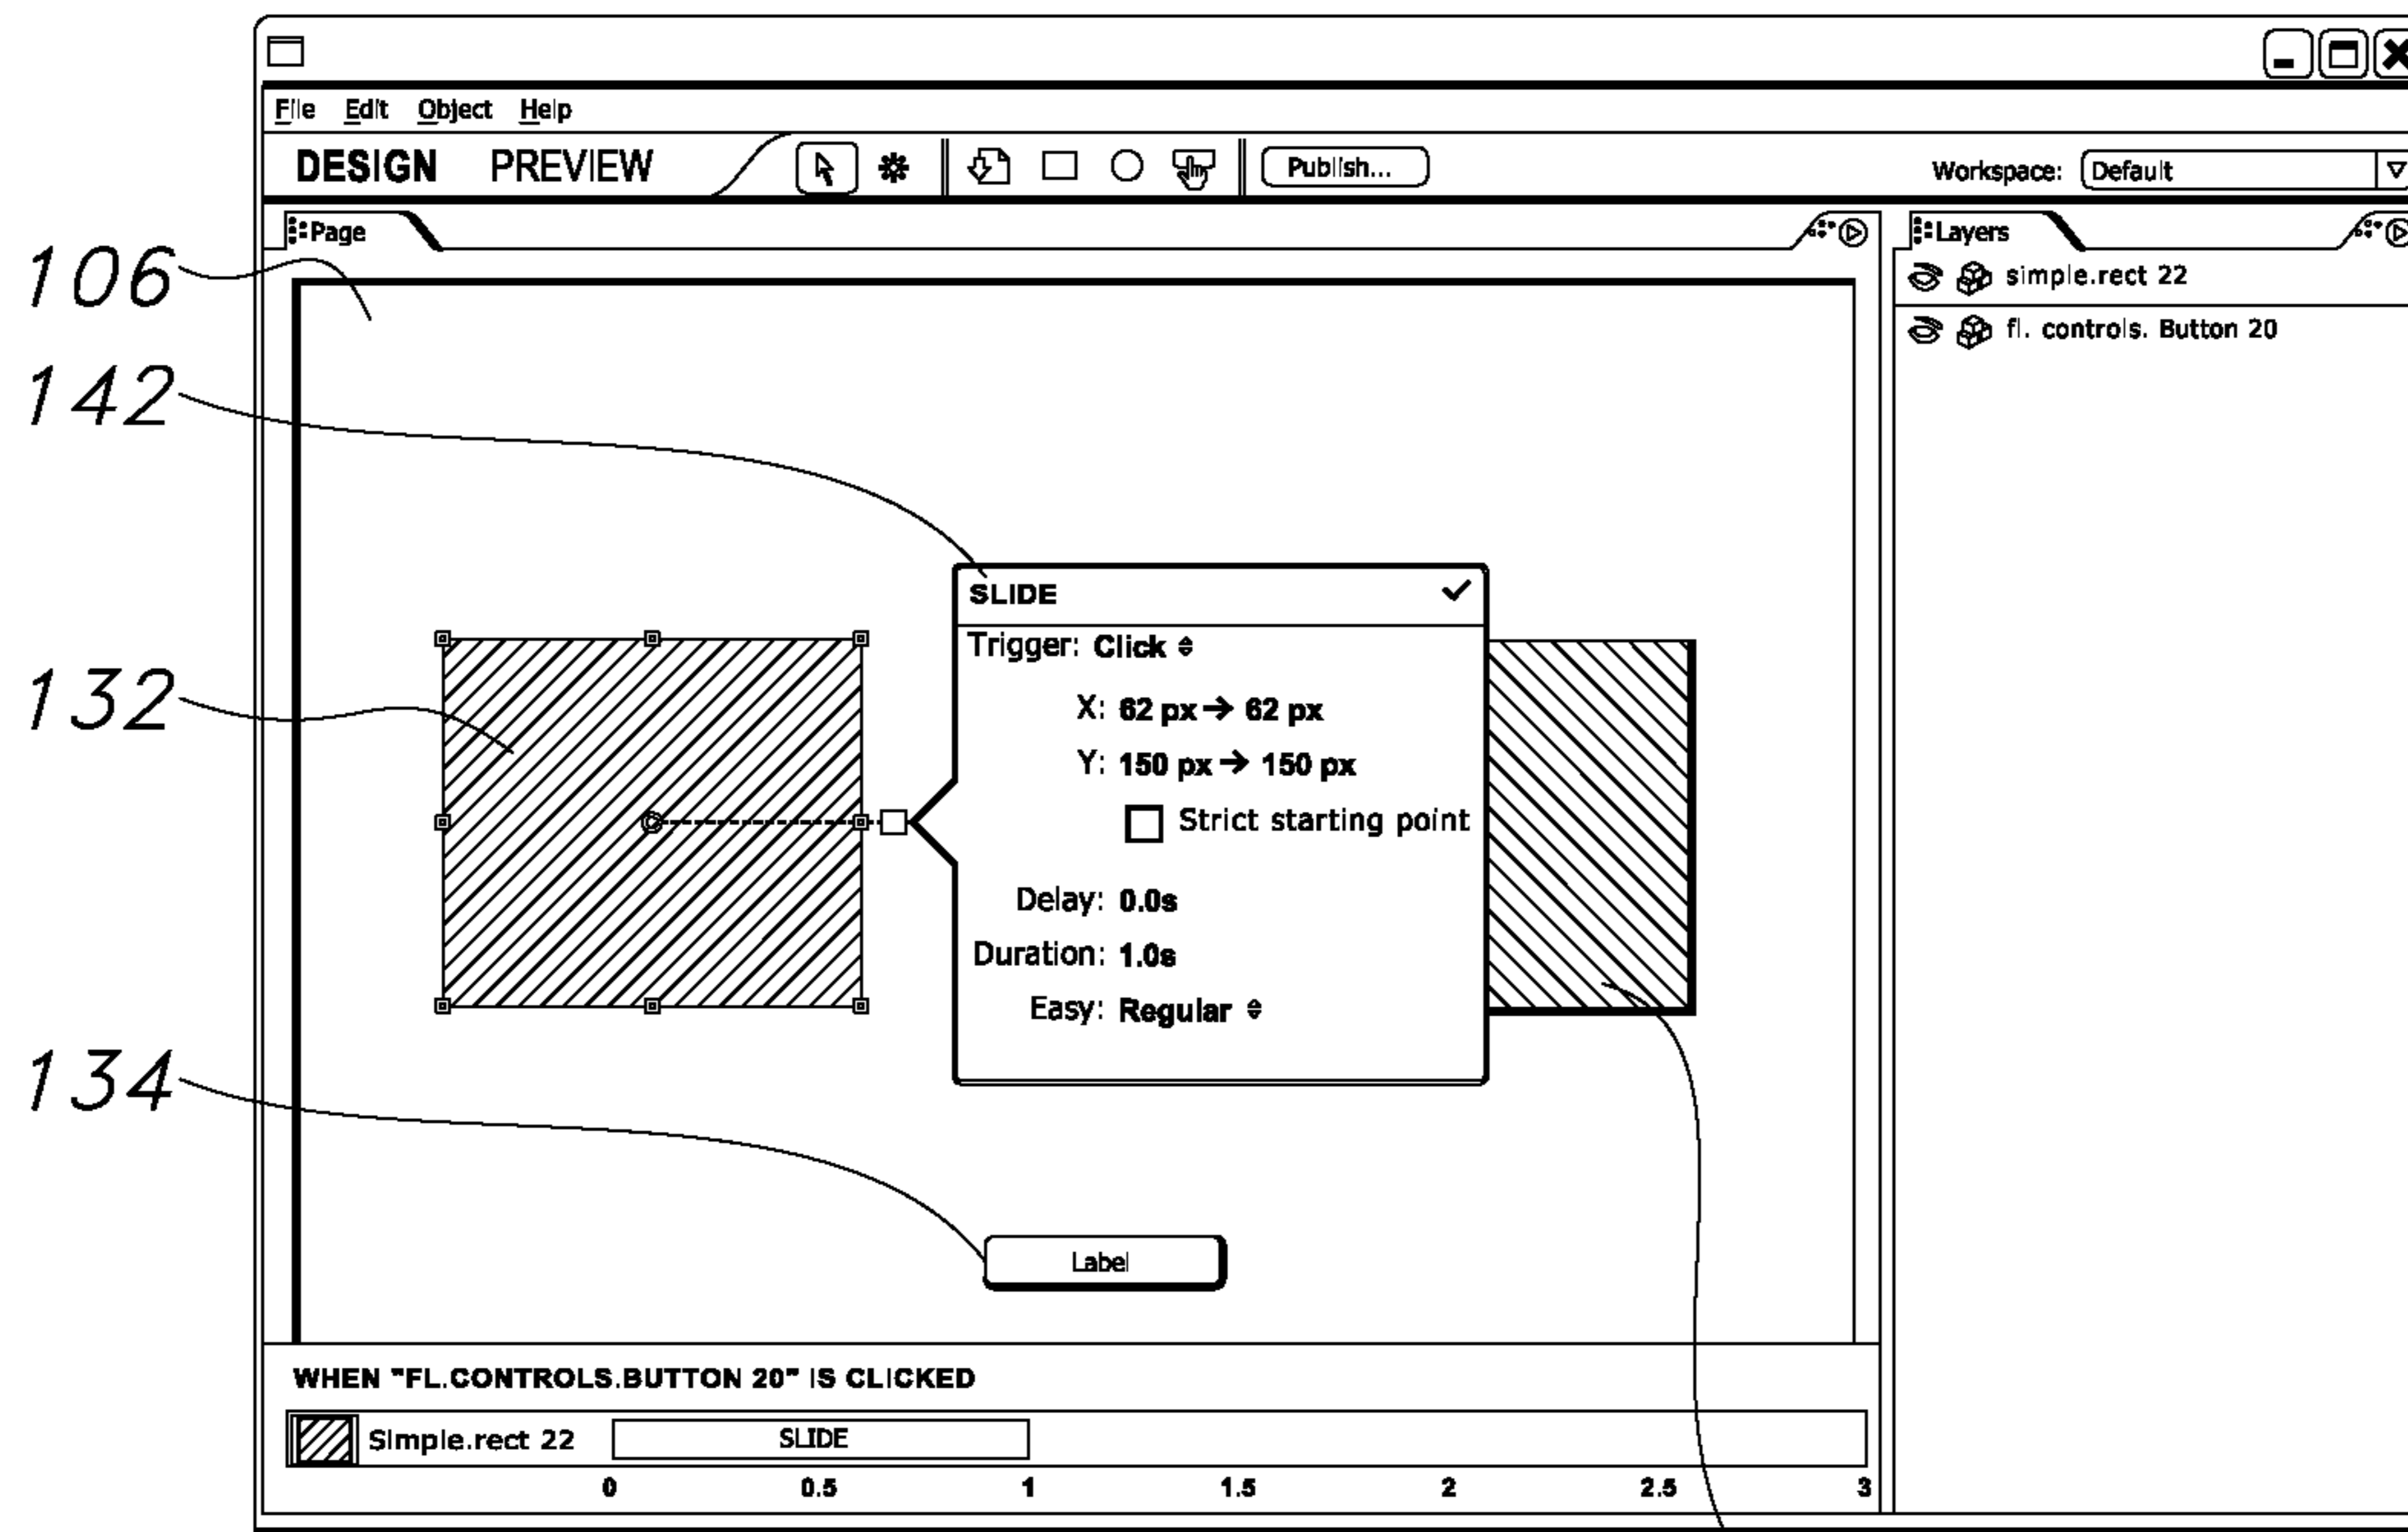 File Edit Object Help
DESIGN PREVIEW Publish... Workspace: Default
Page Layers
106
simple.rect 22
fl. controls. Button 20
142
SLIDE
132
Trigger: Click
X: 62 px → 62 px
Y: 150 px → 150 px
Strict starting point
Delay: 0.0s
Duration: 1.0s
Easy: Regular
134
Label
WHEN "FL.CONTROLS.BUTTON 20" IS CLICKED
Simple.rect 22 SLIDE
0 0.5 1 1.5 2 2.5 3